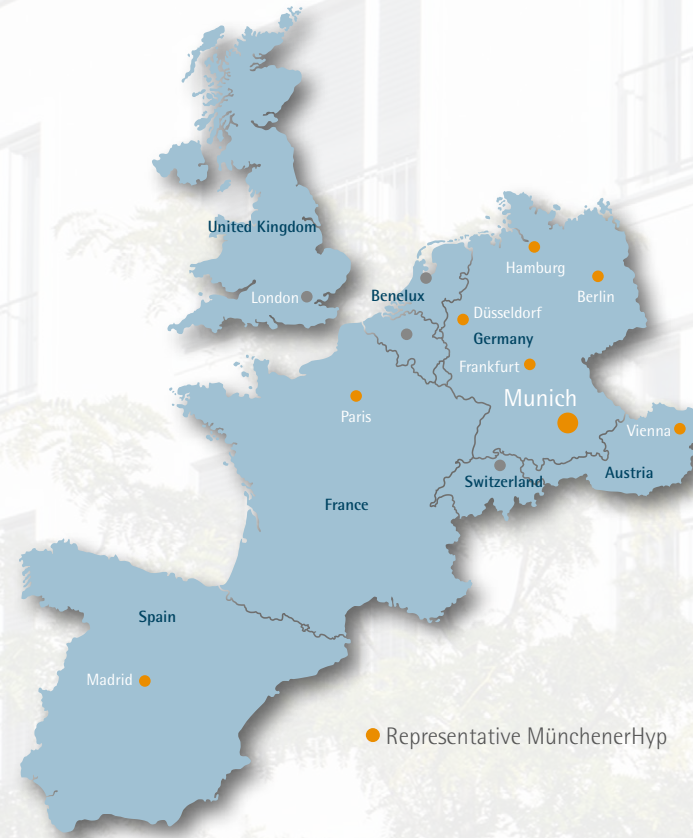 United Kingdom
London
Benelux
Hamburg
Berlin
Düsseldorf
Germany
Frankfurt
Munich
Paris
Vienna
Austria
Switzerland
France
Spain
Madrid
Representative MünchenerHyp